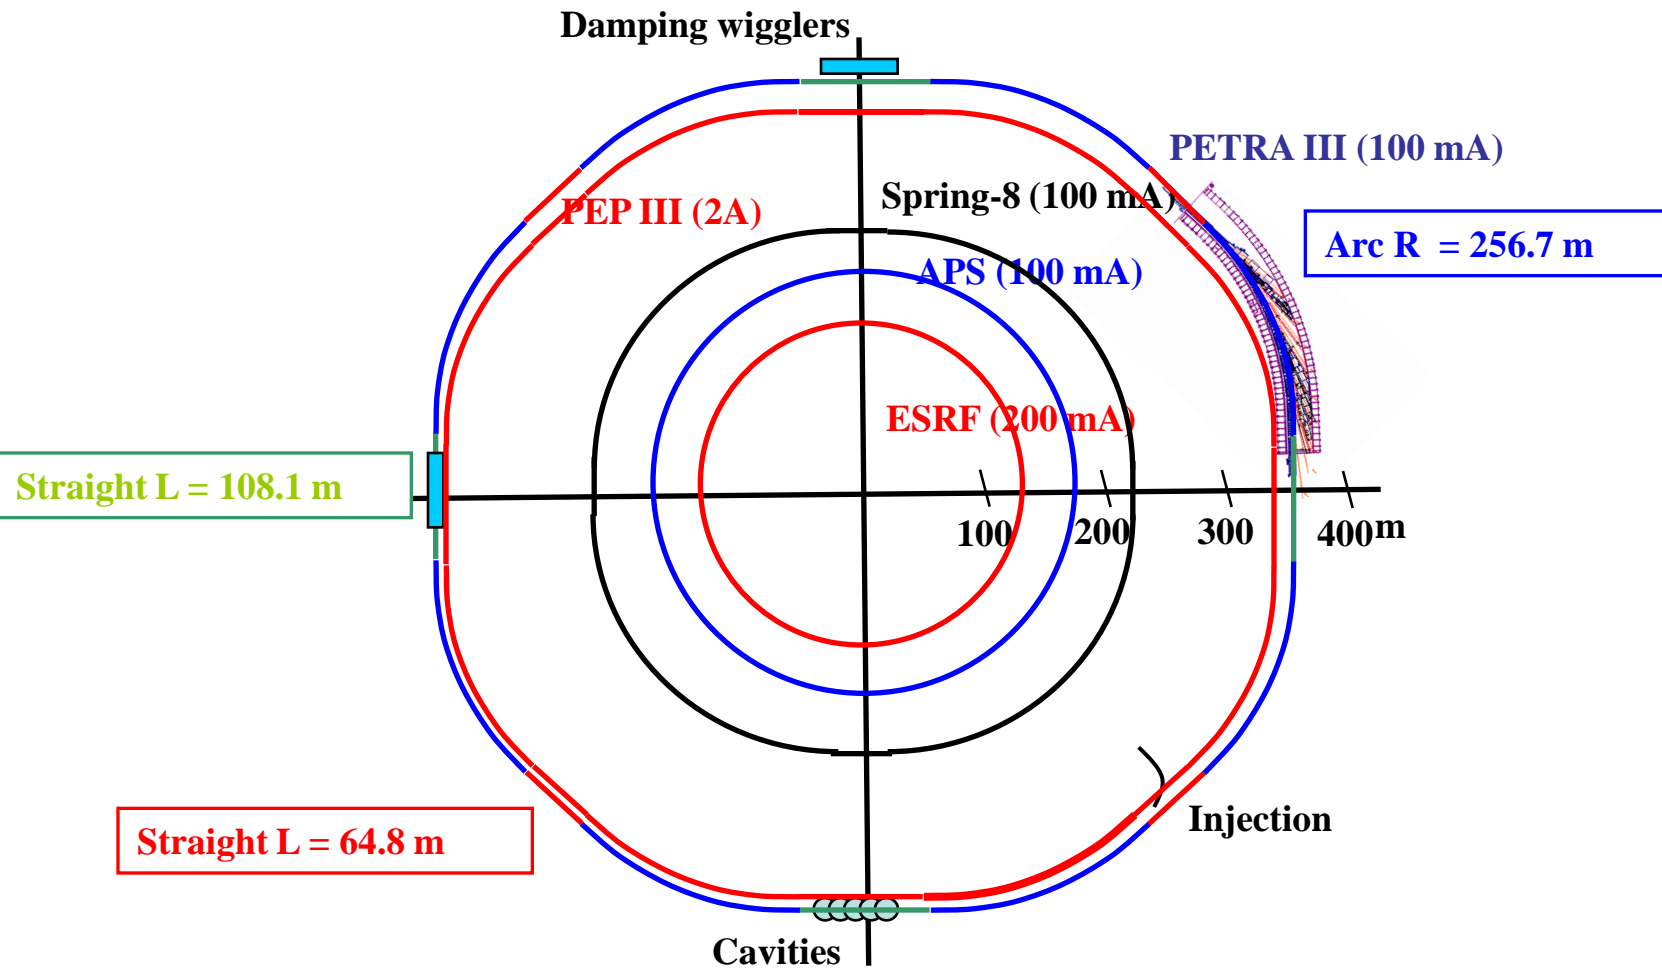 Damping wigglers
PETRA III (100 mA)
Spring-8 (100 mA)
PEP III (2A)
Arc R = 256.7 m
APS (100 mA)
ESRF (200 mA)
Straight L = 108.1 m
100 200 300 400 m
Straight L = 64.8 m
Injection
Cavities